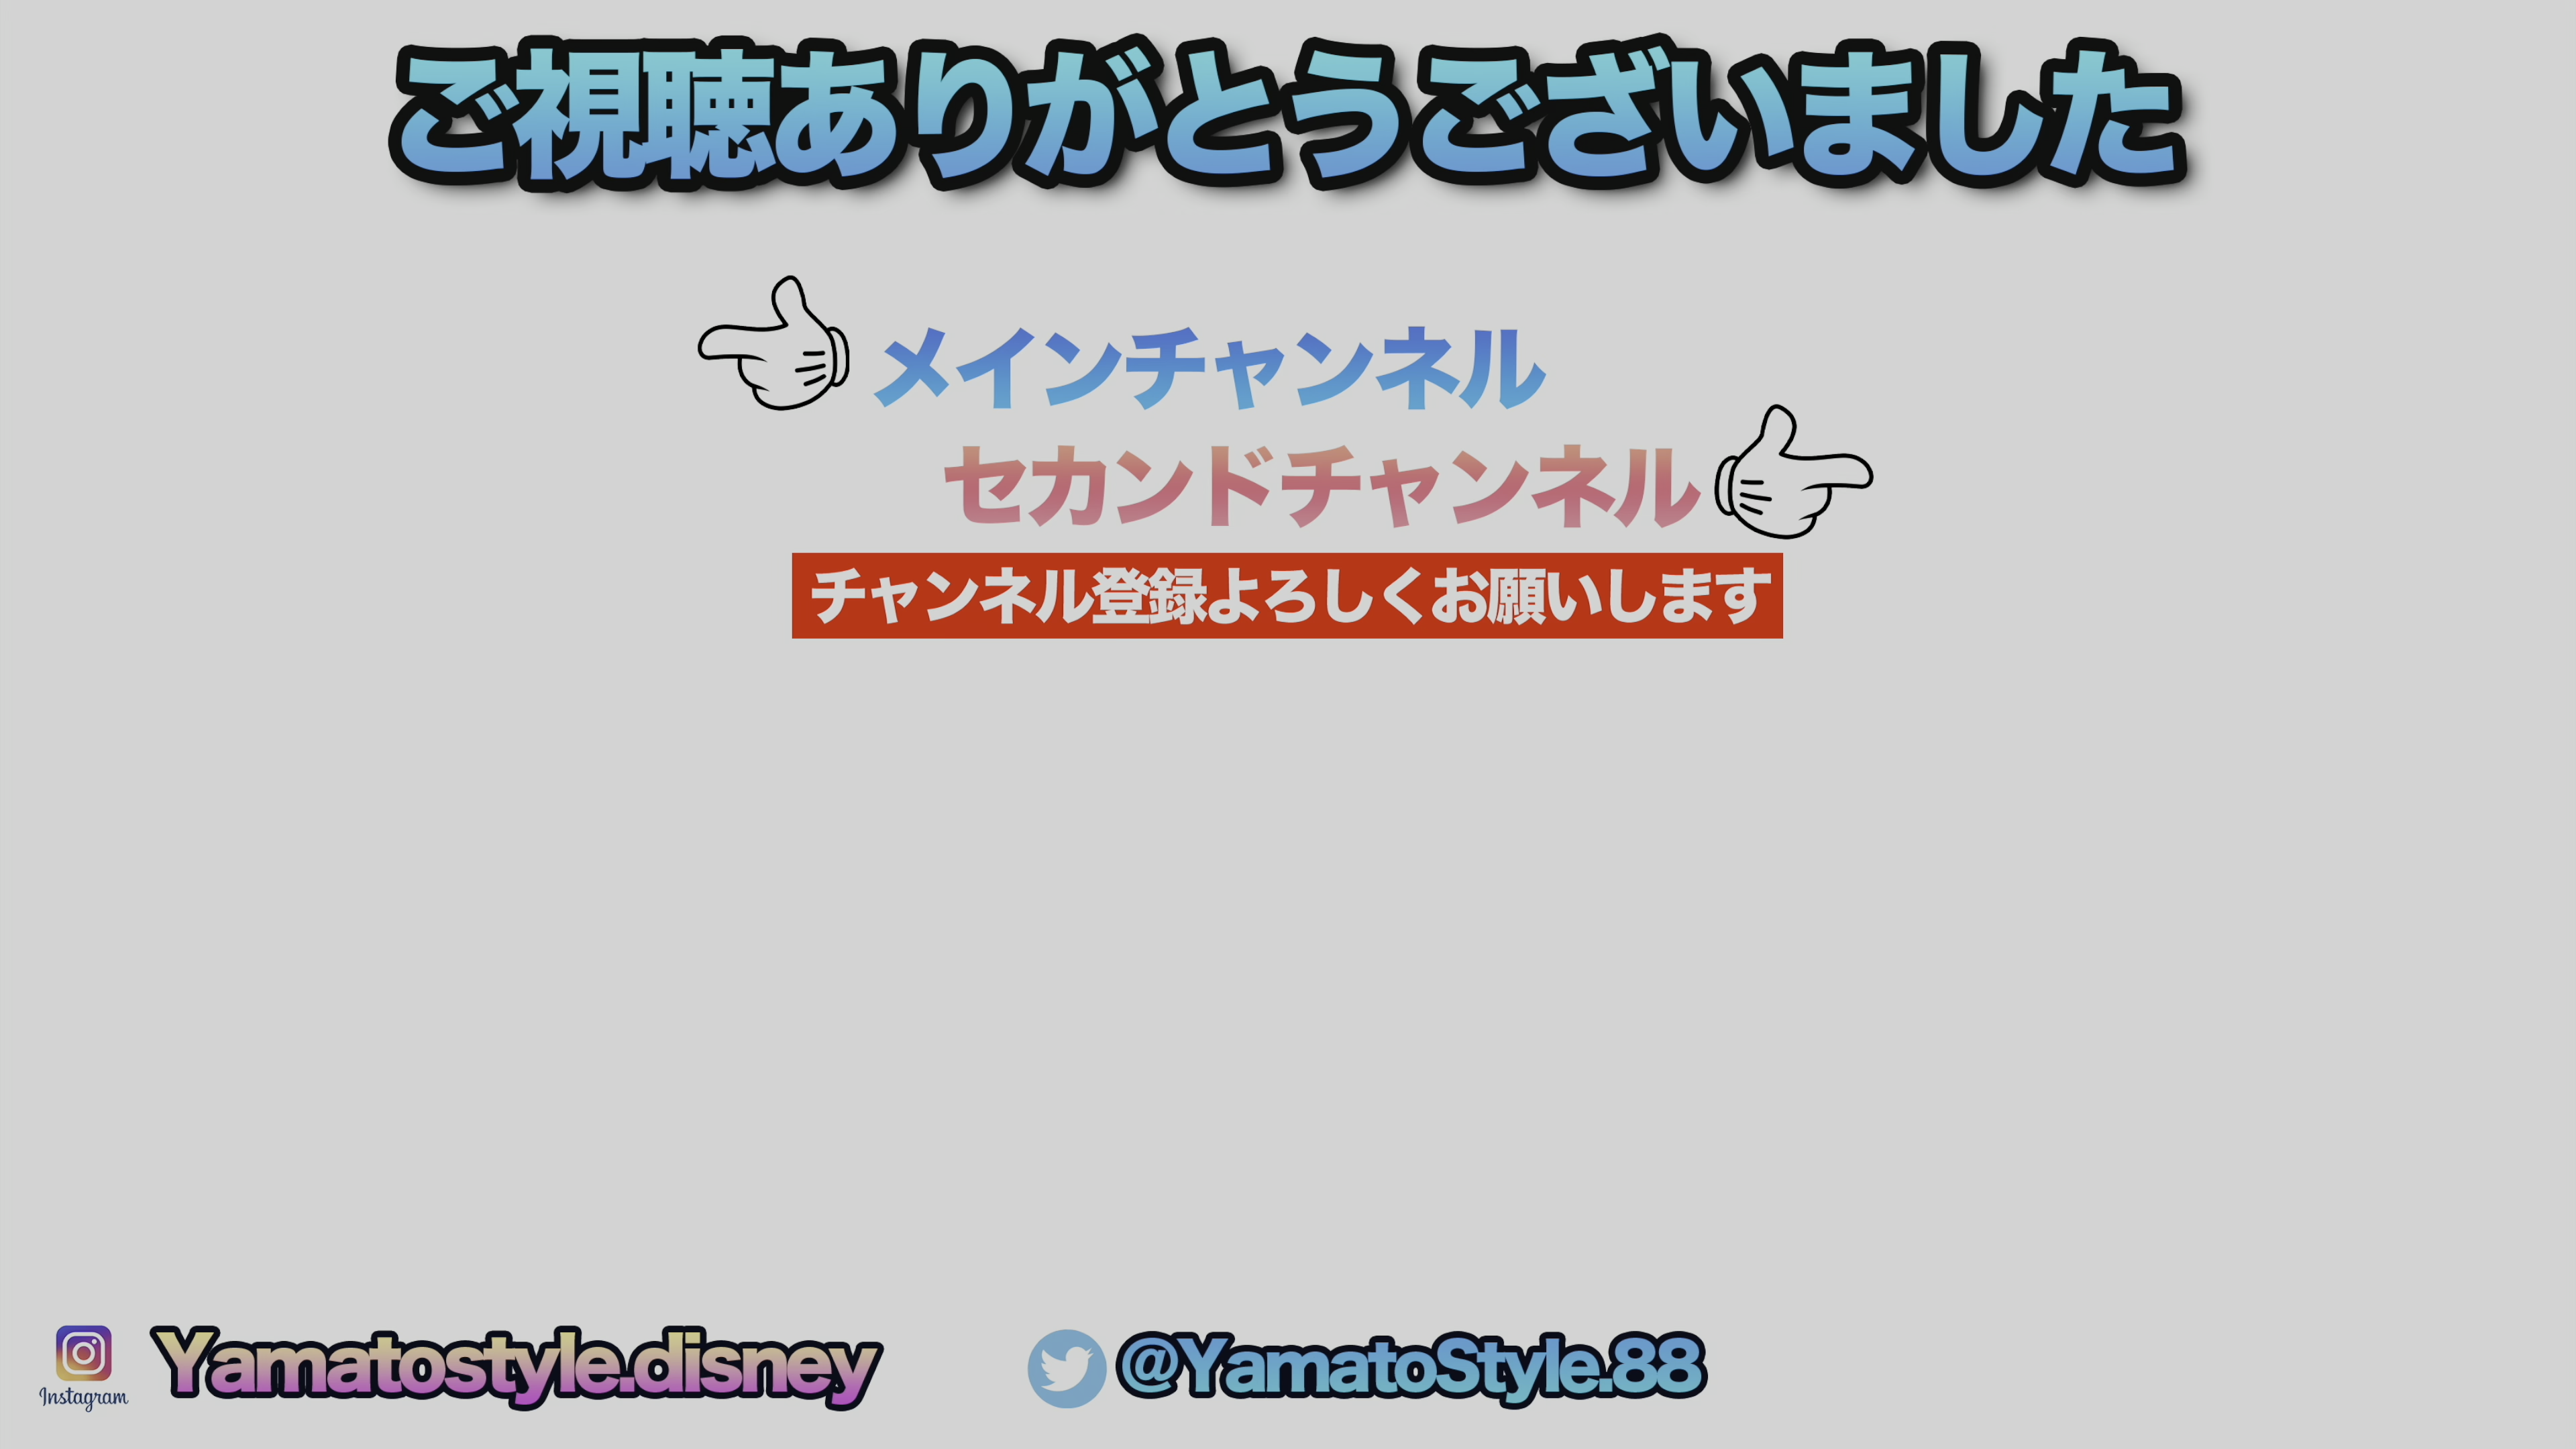 ご視聴ありがとうございました
メインチャンネル
セカンドチャンネル
チャンネル登録よろしくお願いします
Instagram
Yamatostyle.disney
@YamatoStyle.88